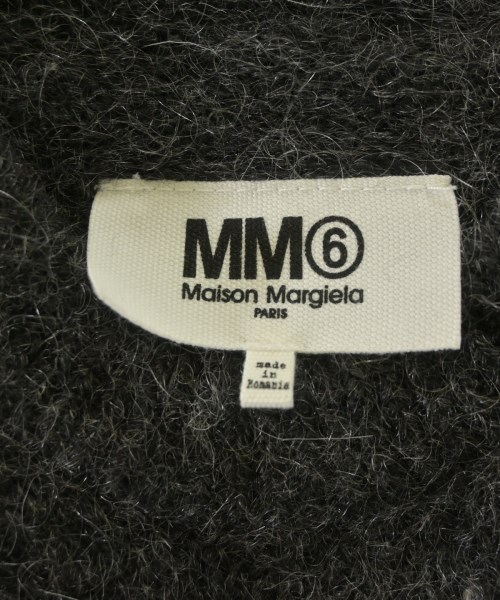 MM⑥
Maison Margiela
PARIS
made
in
Romania